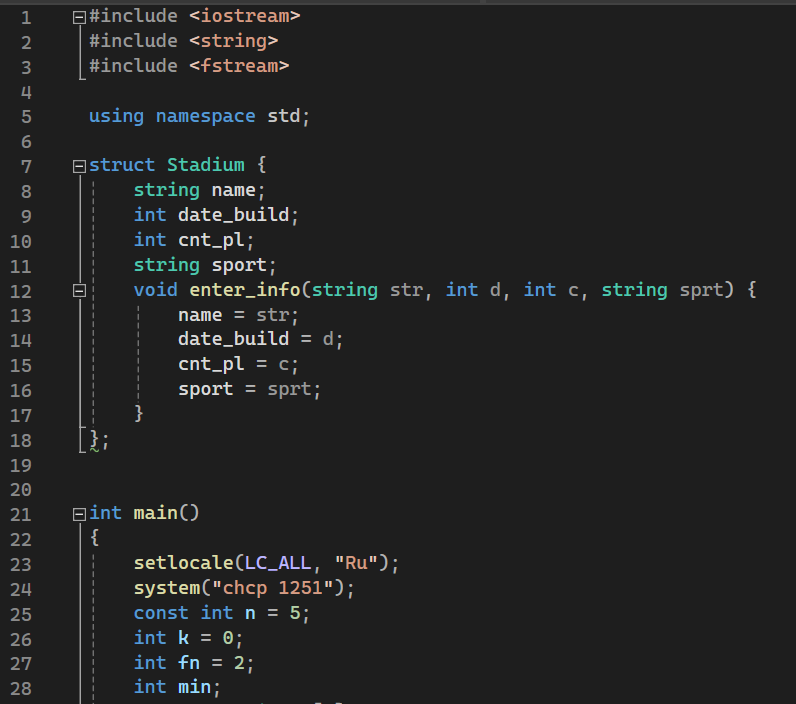 1 #include <iostream>
2 #include <string>
3 #include <fstream>
4
5 using namespace std;
6
7 struct Stadium {
8 string name;
9 int date_build;
10 int cnt_pl;
11 string sport;
12 void enter_info(string str, int d, int c, string sprt) {
13 name = str;
14 date_build = d;
15 cnt_pl = c;
16 sport = sprt;
17 }
18 };
19
20
21 int main()
22 {
23 setlocale(LC_ALL, "Ru");
24 system("chcp 1251");
25 const int n = 5;
26 int k = 0;
27 int fn = 2;
28 int min;